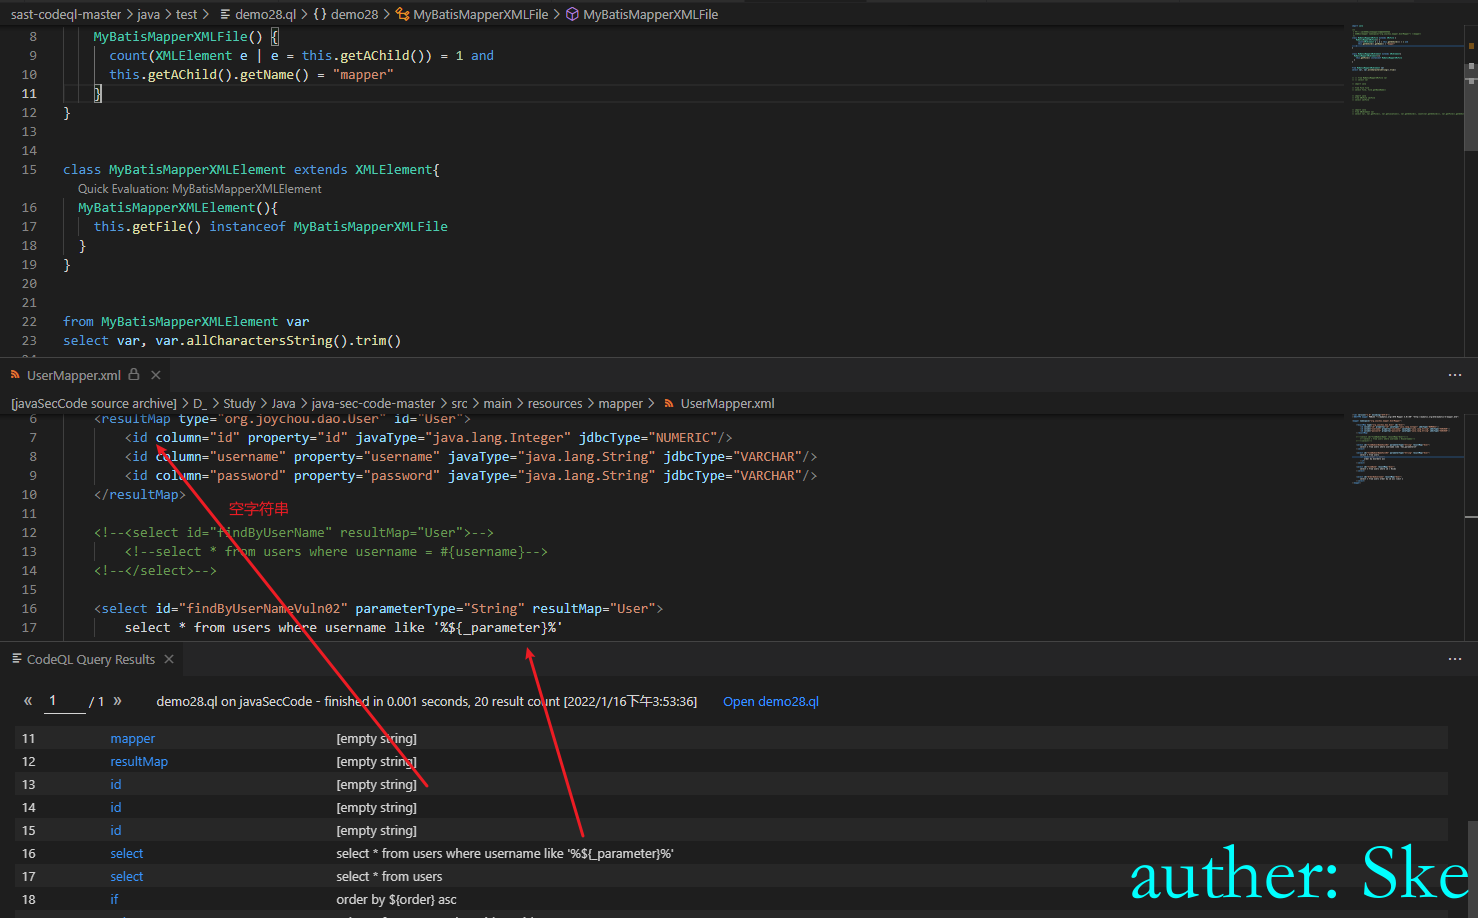 sast-codeql-master > java > test > demo28.ql > {} demo28 > MyBatisMapperXMLFile > MyBatisMapperXMLFile
8 MyBatisMapperXMLFile() {
9 count(XMLElement e | e = this.getAChild()) = 1 and
10 this.getAChild().getName() = "mapper"
11 }
12 }
13
14
15 class MyBatisMapperXMLElement extends XMLElement{
Quick Evaluation: MyBatisMapperXMLElement
16 MyBatisMapperXMLElement(){
17 this.getFile() instanceof MyBatisMapperXMLFile
18 }
19 }
20
21
22 from MyBatisMapperXMLElement var
23 select var, var.allCharactersString().trim()
UserMapper.xml
[javaSecCode source archive] > D_ > Study > Java > java-sec-code-master > src > main > resources > mapper > UserMapper.xml
6 <resultMap type="org.joychou.dao.User" id="User">
7 <id column="id" property="id" javaType="java.lang.Integer" jdbcType="NUMERIC"/>
8 <id column="username" property="username" javaType="java.lang.String" jdbcType="VARCHAR"/>
9 <id column="password" property="password" javaType="java.lang.String" jdbcType="VARCHAR"/>
10 </resultMap>
11
空字符串
12 <!--<select id="findByUserName" resultMap="User">-->
13 <!--select * from users where username = #{username}-->
14 <!--</select>-->
15
16 <select id="findByUserNameVuln02" parameterType="String" resultMap="User">
17 select * from users where username like '%${_parameter}%'
CodeQL Query Results
« 1 / 1 » demo28.ql on javaSecCode - finished in 0.001 seconds, 20 result count [2022/1/16下午3:53:36] Open demo28.ql
11 mapper [empty string]
12 resultMap [empty string]
13 id [empty string]
14 id [empty string]
15 id [empty string]
16 select select * from users where username like '%${_parameter}%'
17 select select * from users
18 if order by ${order} asc
auther: Ske